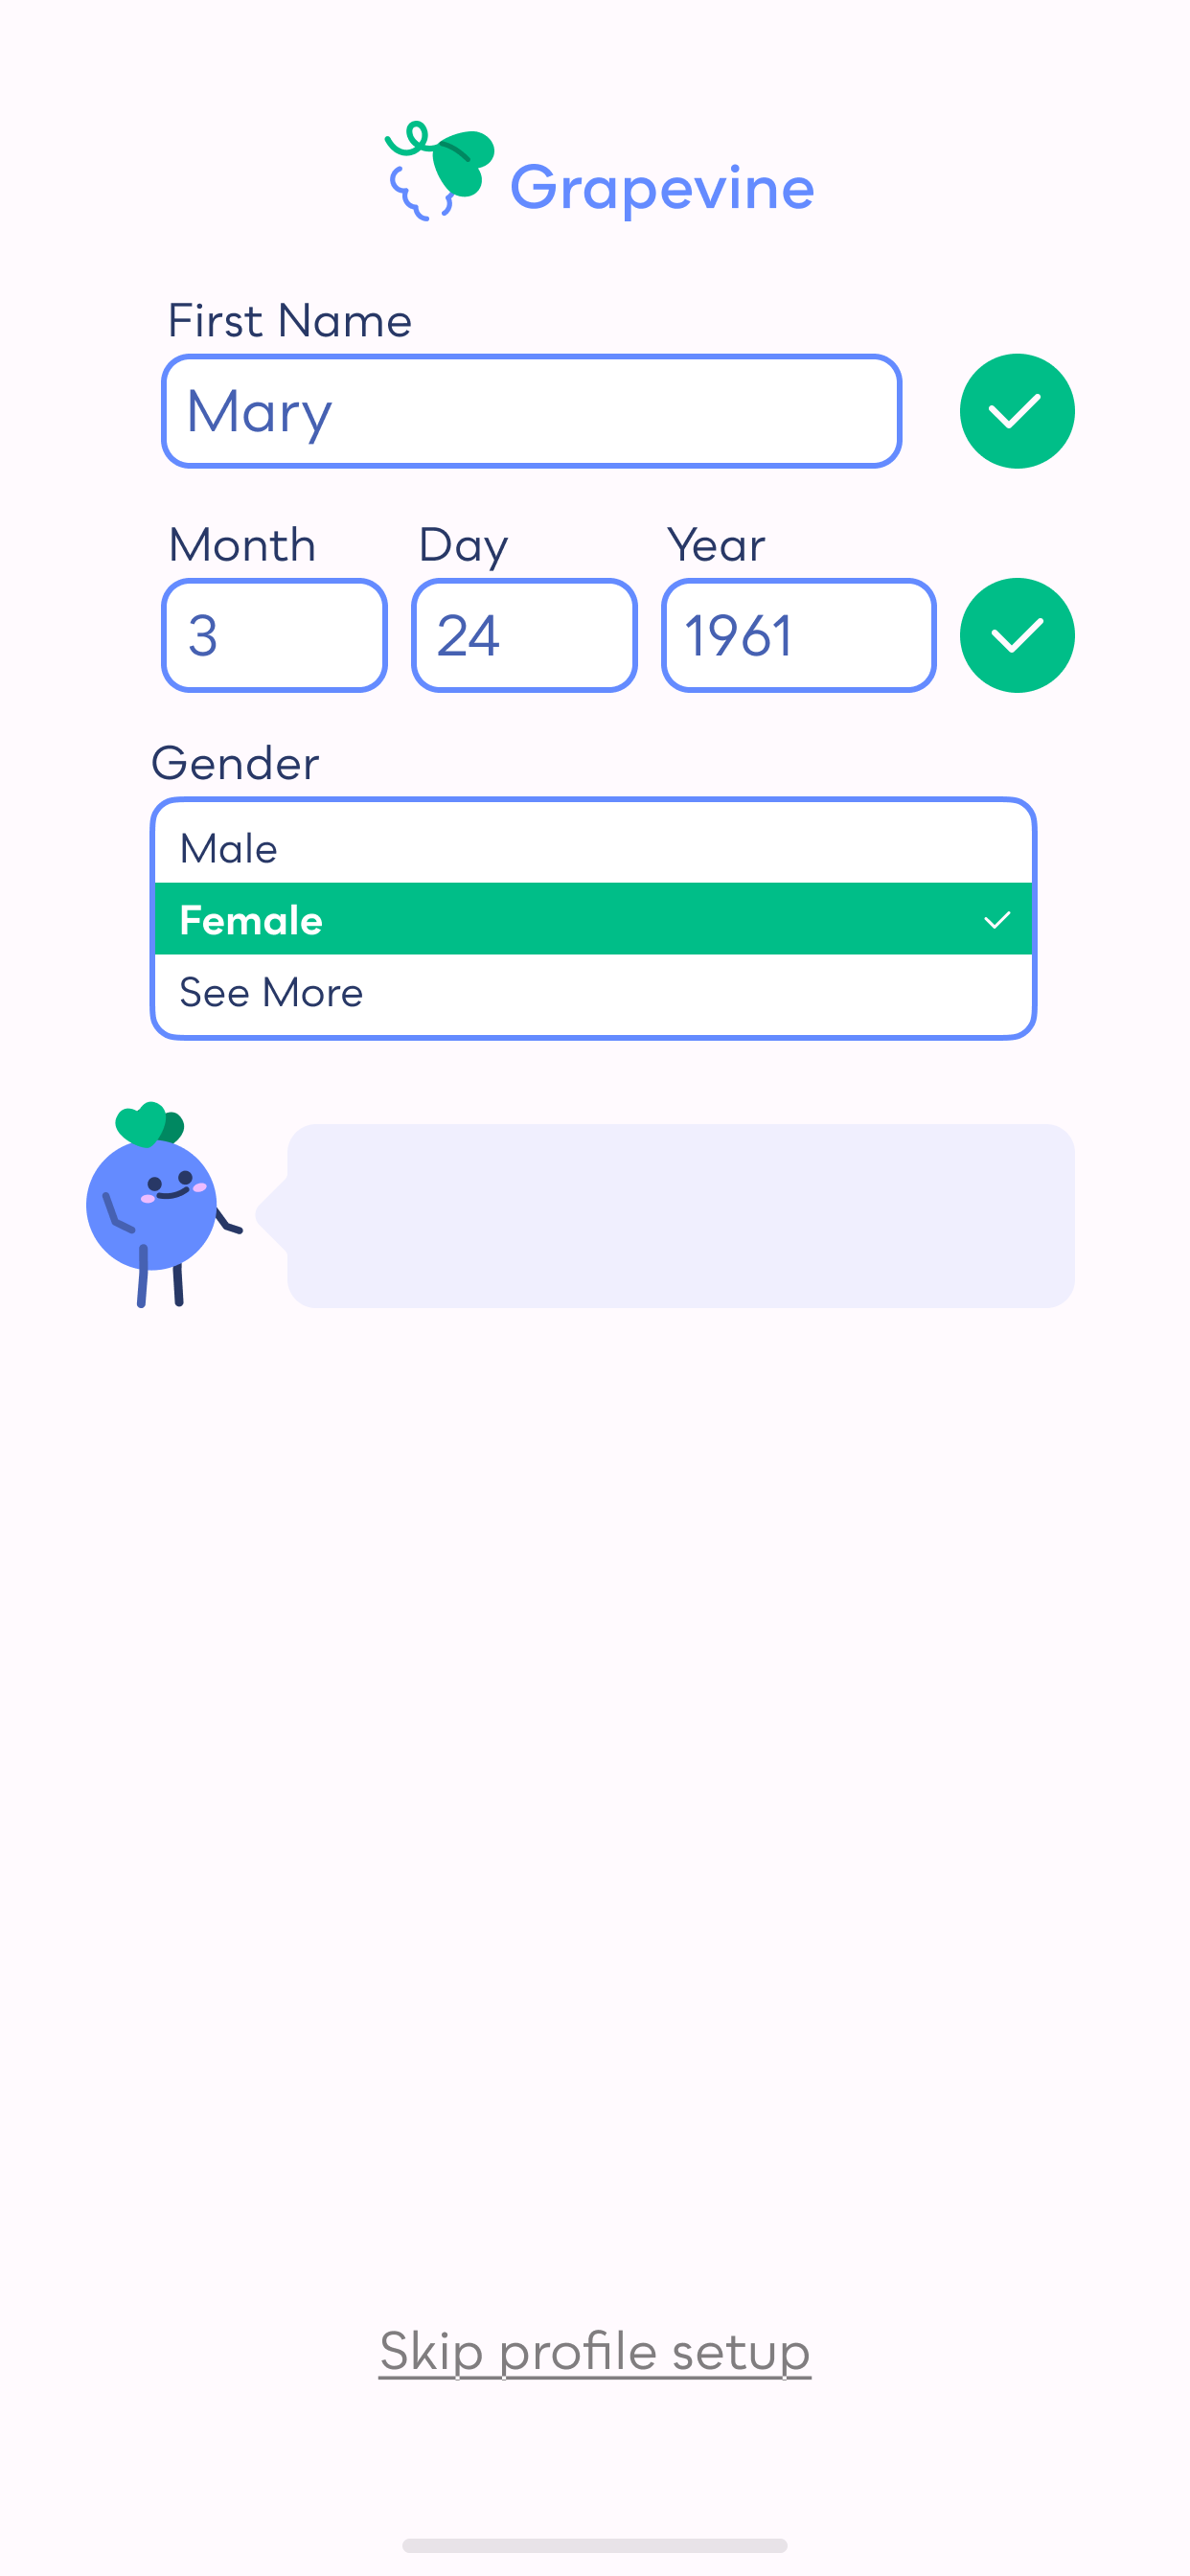 Grapevine
First Name
Mary
Month Day Year
3 24 1961
Gender
Male
Female
See More
Skip profile setup